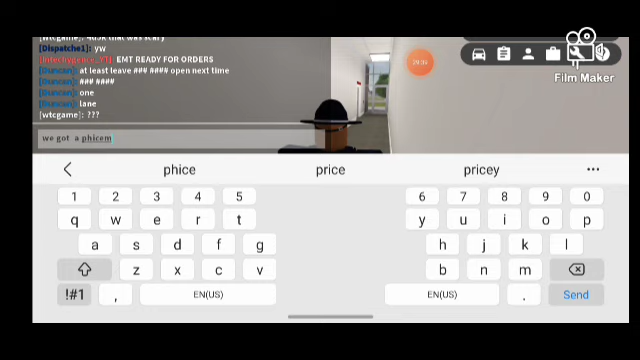 [wtcgame]: that was scary
[Dispatche1]: yw
EMT READY FOR ORDERS
[Duncan]: at least leave ### #### open next time
[Duncan]: ### ####
[Duncan]: one
[Duncan]: lane
[wtcgame]: ???
we got a phicem
Film Maker
phice price pricey ...
1 2 3 4 5 6 7 8 9 0
q w e r t y u i o p
a s d f g h j k l
z x c v b n m
!#1 , EN(US) EN(US) . Send